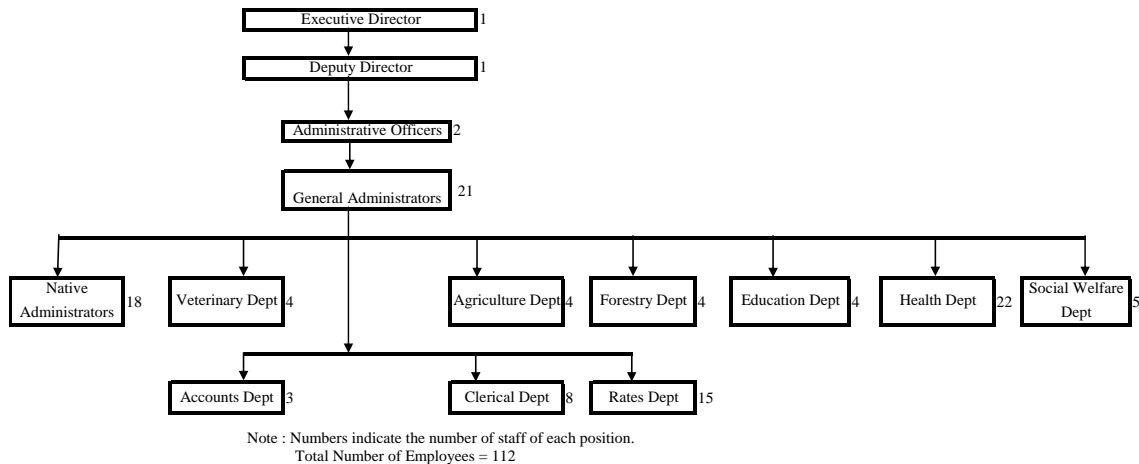 Executive Director 1
Deputy Director 1
Administrative Officers 2
General Administrators 21
Native
Administrators 18
Veterinary Dept 4
Agriculture Dept 4
Forestry Dept 4
Education Dept 4
Health Dept 22
Social Welfare
Dept 5
Accounts Dept 3
Clerical Dept 8
Rates Dept 15
Note : Numbers indicate the number of staff of each position.
Total Number of Employees = 112